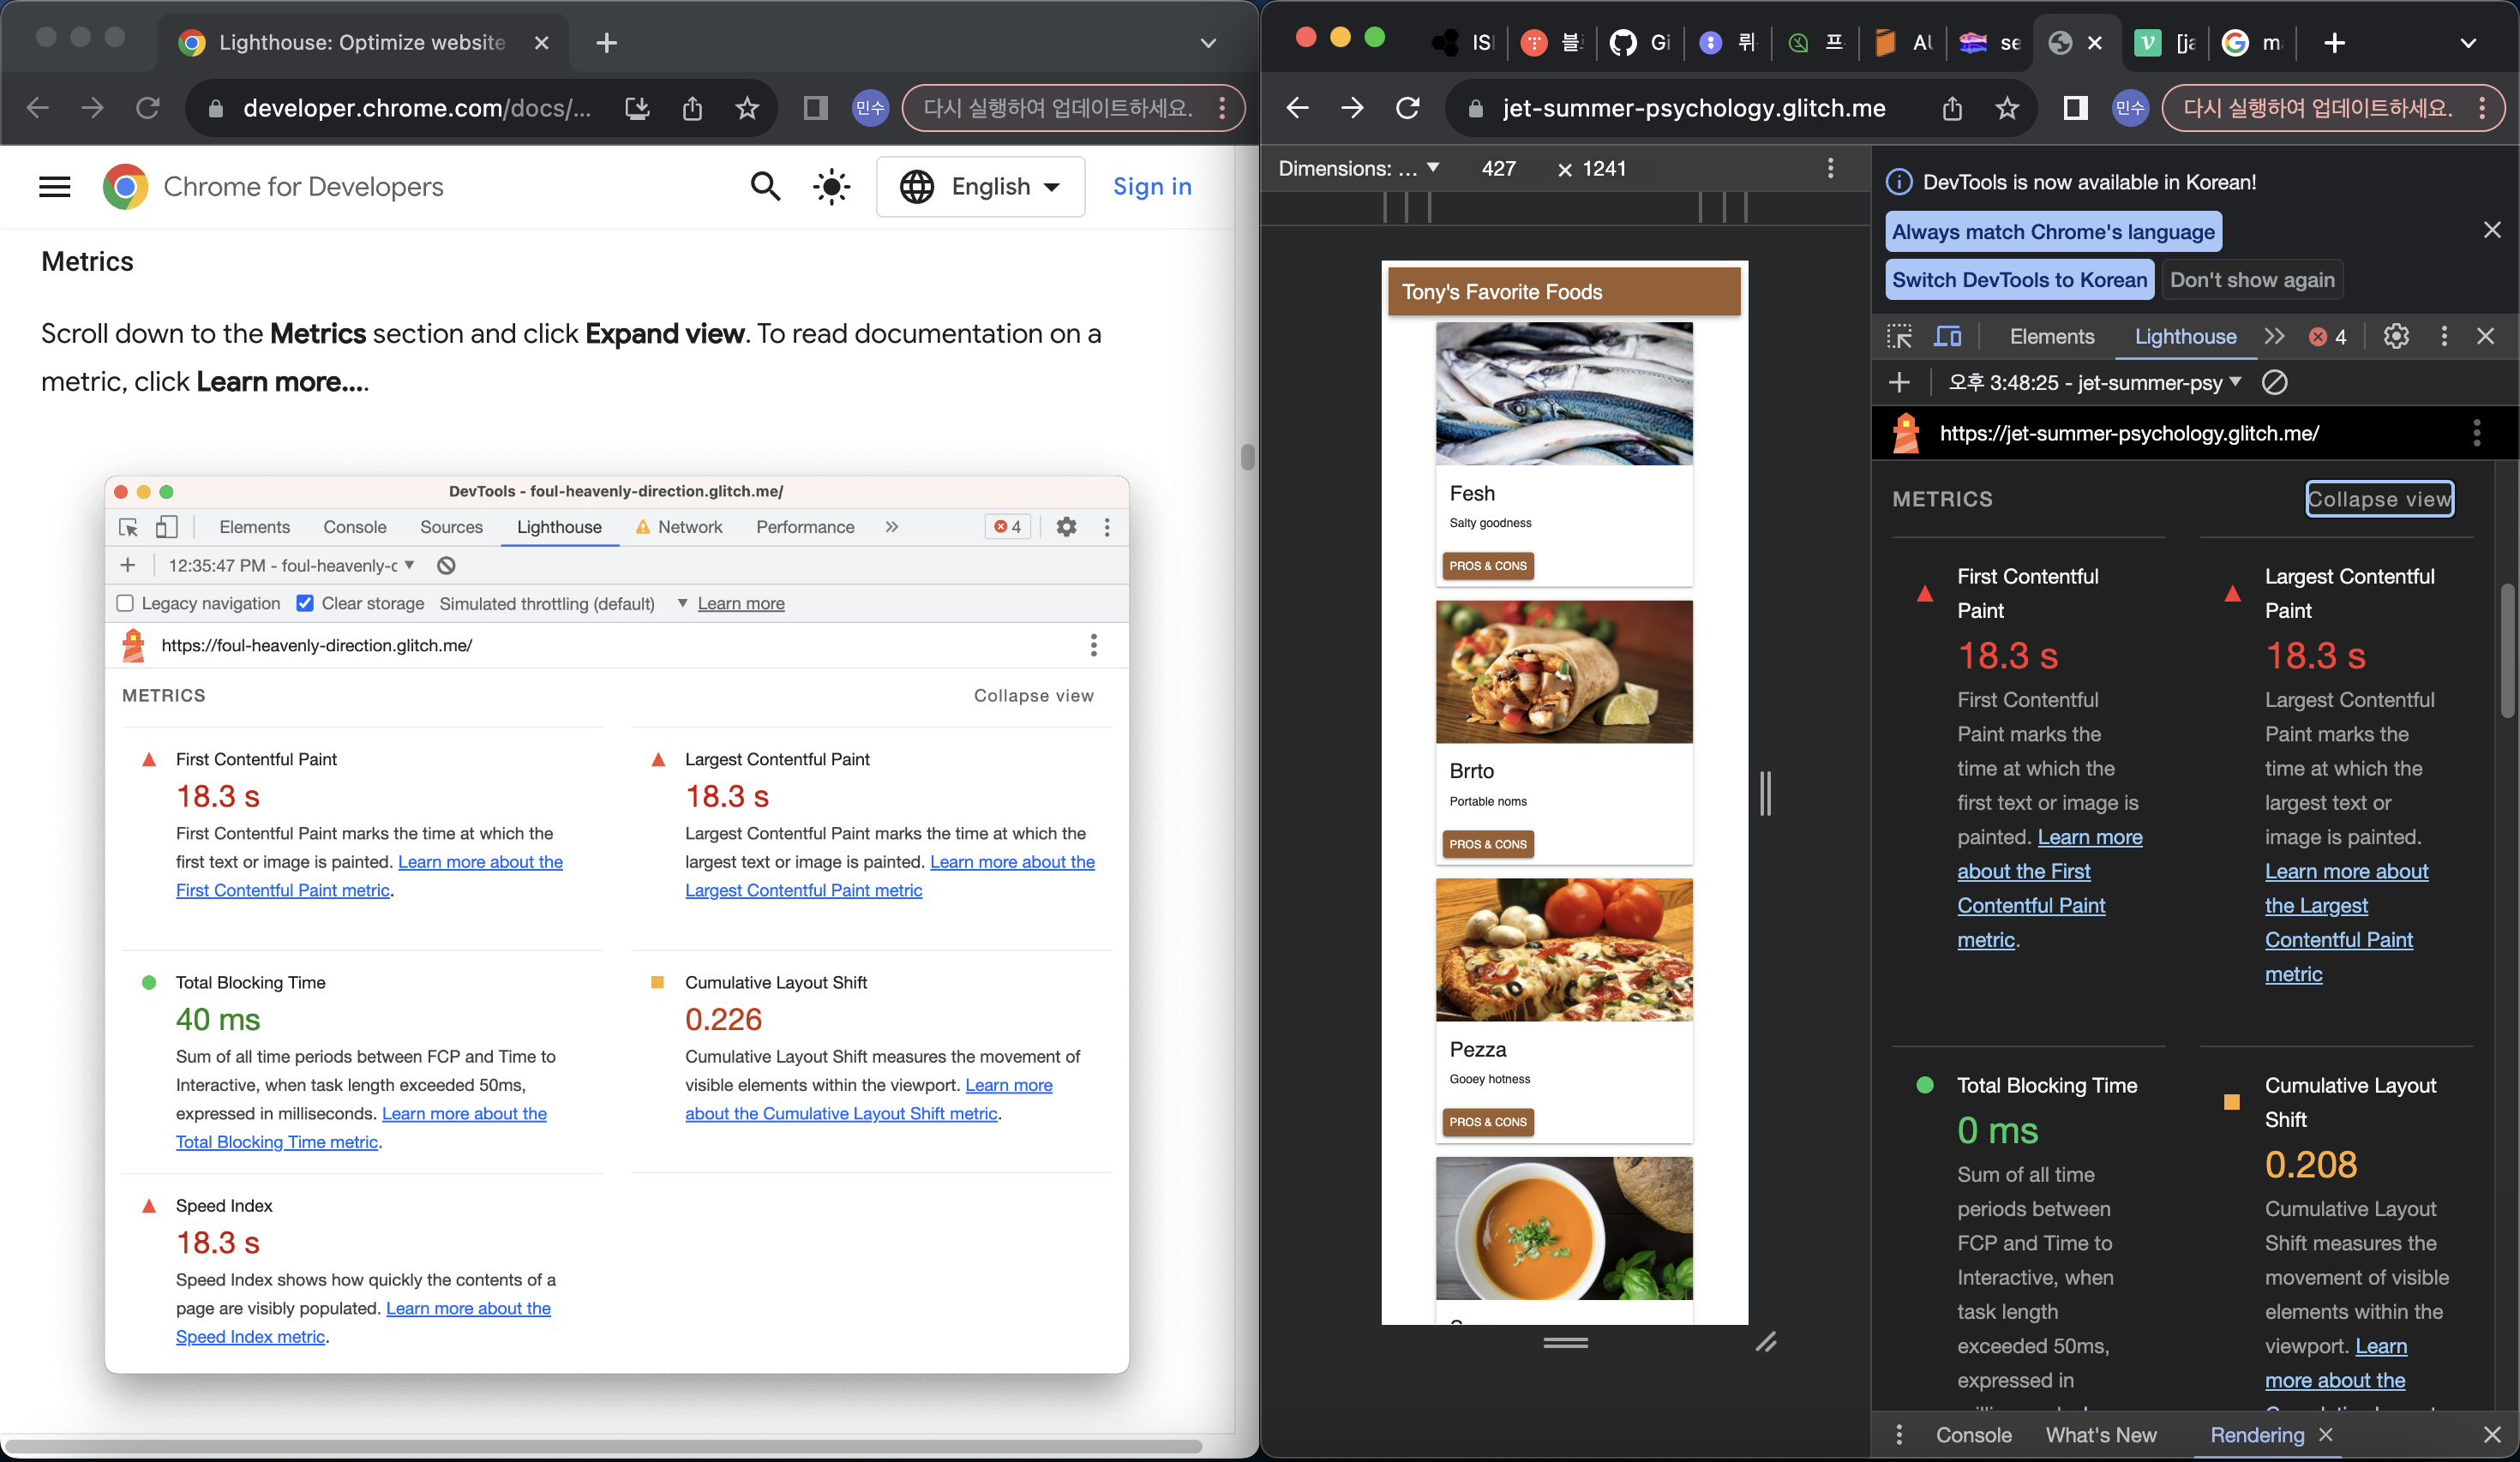 Lighthouse: Optimize website
developer.chrome.com/docs/...
민수
다시 실행하여 업데이트하세요.
Chrome for Developers
English
Sign in
Metrics
Scroll down to the Metrics section and click Expand view. To read documentation on a
metric, click Learn more....
DevTools - foul-heavenly-direction.glitch.me/
Elements
Console
Sources
Lighthouse
Network
Performance
4
12:35:47 PM - foul-heavenly-c
Legacy navigation
Clear storage
Simulated throttling (default)
Learn more
https://foul-heavenly-direction.glitch.me/
METRICS
Collapse view
First Contentful Paint
18.3 s
First Contentful Paint marks the time at which the
first text or image is painted. Learn more about the
First Contentful Paint metric.
Largest Contentful Paint
18.3 s
Largest Contentful Paint marks the time at which the
largest text or image is painted. Learn more about the
Largest Contentful Paint metric
Total Blocking Time
40 ms
Sum of all time periods between FCP and Time to
Interactive, when task length exceeded 50ms,
expressed in milliseconds. Learn more about the
Total Blocking Time metric.
Cumulative Layout Shift
0.226
Cumulative Layout Shift measures the movement of
visible elements within the viewport. Learn more
about the Cumulative Layout Shift metric.
Speed Index
18.3 s
Speed Index shows how quickly the contents of a
page are visibly populated. Learn more about the
Speed Index metric.
Gi
프
se
[ja
m
jet-summer-psychology.glitch.me
민수
다시 실행하여 업데이트하세요.
Dimensions: ...
427
× 1241
Tony's Favorite Foods
Fesh
Salty goodness
PROS & CONS
Brrto
Portable noms
PROS & CONS
Pezza
Gooey hotness
PROS & CONS
DevTools is now available in Korean!
Always match Chrome's language
Switch DevTools to Korean
Don't show again
Elements
Lighthouse
4
오후 3:48:25 - jet-summer-psy
https://jet-summer-psychology.glitch.me/
METRICS
Collapse view
First Contentful
Paint
18.3 s
First Contentful
Paint marks the
time at which the
first text or image is
painted. Learn more
about the First
Contentful Paint
metric.
Largest Contentful
Paint
18.3 s
Largest Contentful
Paint marks the
time at which the
largest text or
image is painted.
Learn more about
the Largest
Contentful Paint
metric
Total Blocking Time
0 ms
Sum of all time
periods between
FCP and Time to
Interactive, when
task length
exceeded 50ms,
expressed in
Cumulative Layout
Shift
0.208
Cumulative Layout
Shift measures the
movement of visible
elements within the
viewport. Learn
more about the
Console
What's New
Rendering